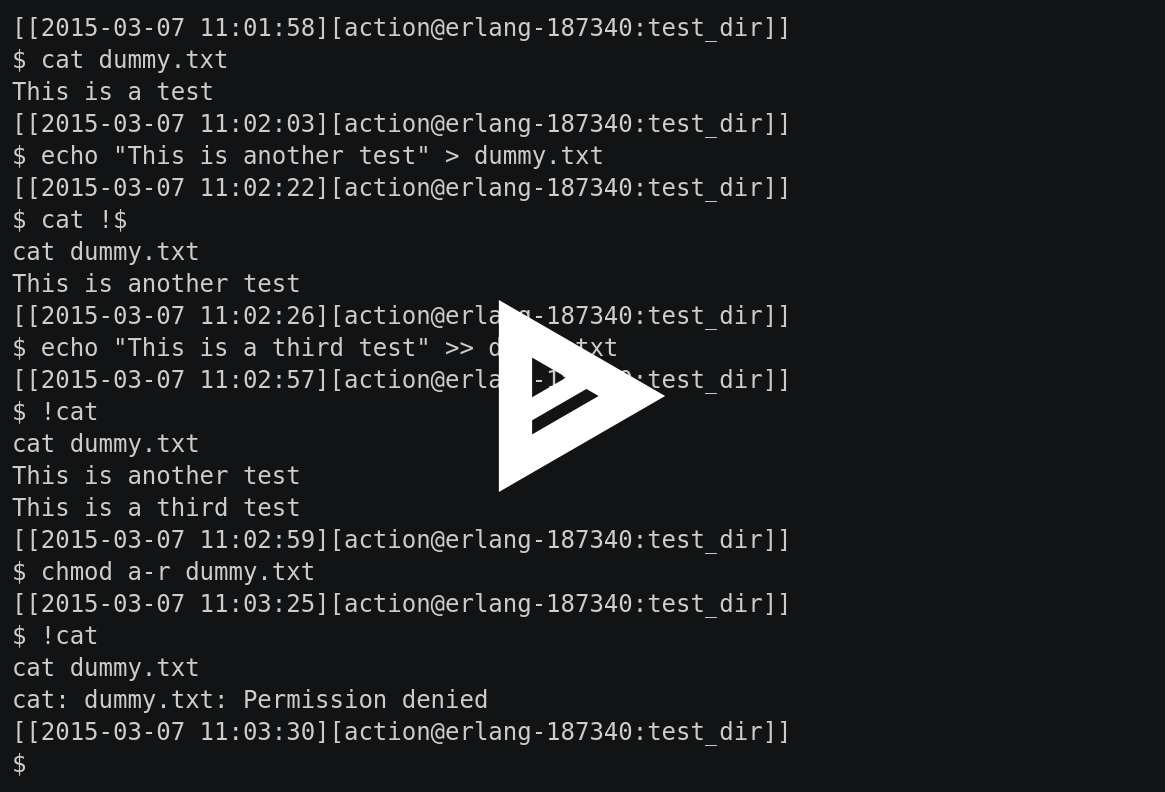 [[2015-03-07 11:01:58][action@erlang-187340:test_dir]]
$ cat dummy.txt
This is a test
[[2015-03-07 11:02:03][action@erlang-187340:test_dir]]
$ echo "This is another test" > dummy.txt
[[2015-03-07 11:02:22][action@erlang-187340:test_dir]]
$ cat !$
cat dummy.txt
This is another test
[[2015-03-07 11:02:26][action@erlang-187340:test_dir]]
$ echo "This is a third test" >> dummy.txt
[[2015-03-07 11:02:57][action@erlang-187340:test_dir]]
$ !cat
cat dummy.txt
This is another test
This is a third test
[[2015-03-07 11:02:59][action@erlang-187340:test_dir]]
$ chmod a-r dummy.txt
[[2015-03-07 11:03:25][action@erlang-187340:test_dir]]
$ !cat
cat dummy.txt
cat: dummy.txt: Permission denied
[[2015-03-07 11:03:30][action@erlang-187340:test_dir]]
$